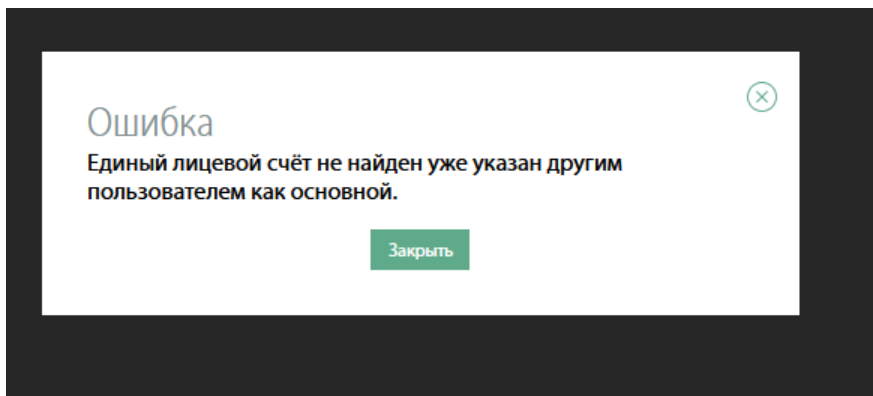 Ошибка
Единый лицевой счёт не найден уже указан другим
пользователем как основной.
Закрыть